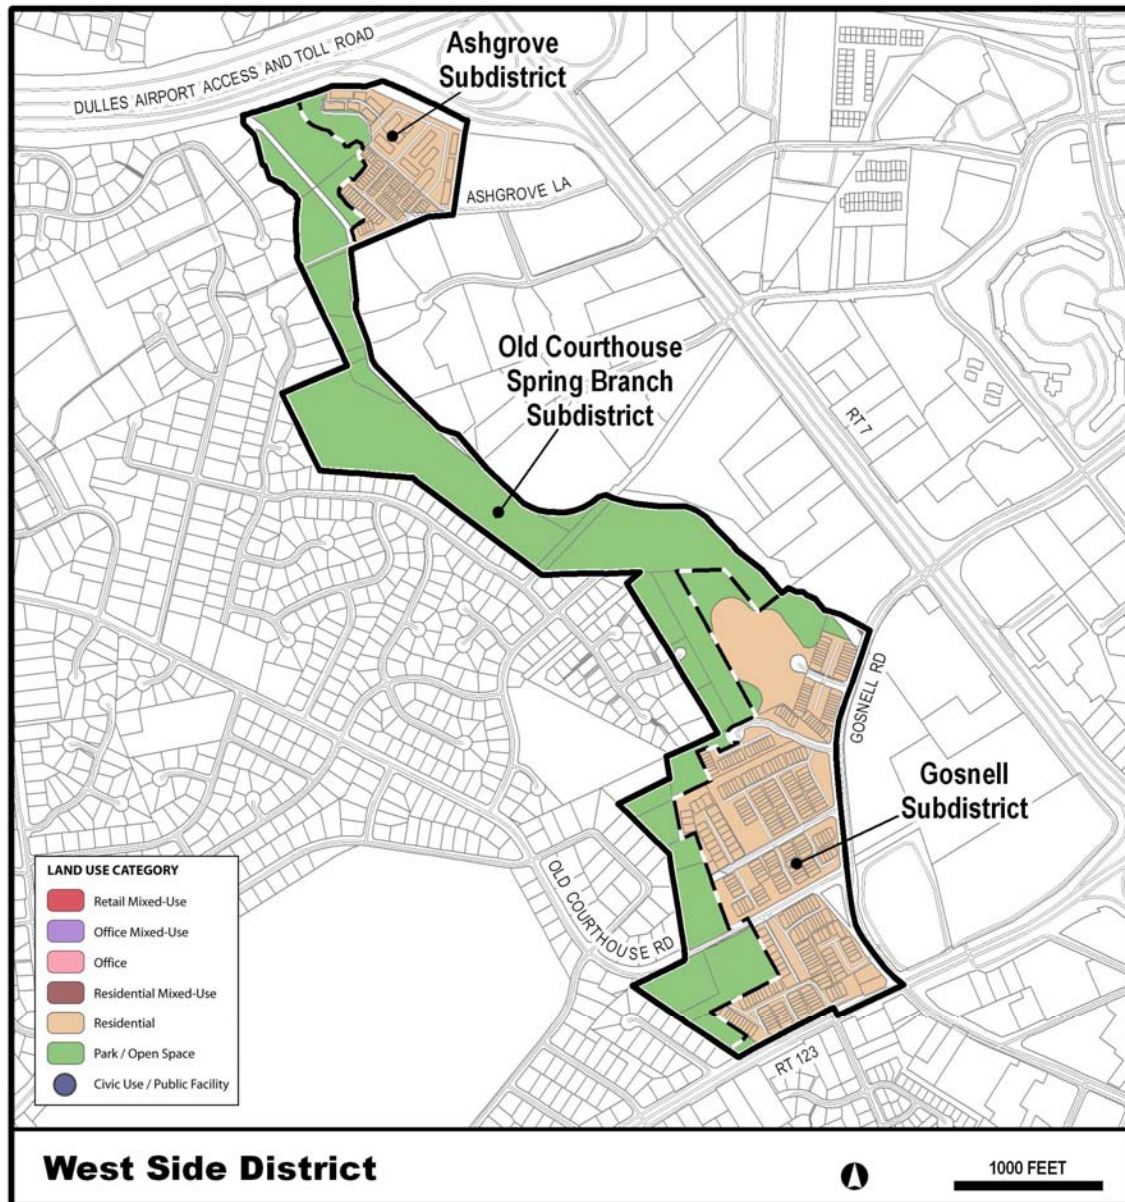 DULLES AIRPORT ACCESS AND TOLL ROAD
Ashgrove
Subdistrict
ASHGROVE LA
Old Courthouse
Spring Branch
Subdistrict
RT 7
GOSNELL RD
Gosnell
Subdistrict
OLD COURTHOUSE RD
RT 123
LAND USE CATEGORY
Retail Mixed-Use
Office Mixed-Use
Office
Residential Mixed-Use
Residential
Park / Open Space
Civic Use / Public Facility
West Side District
1000 FEET